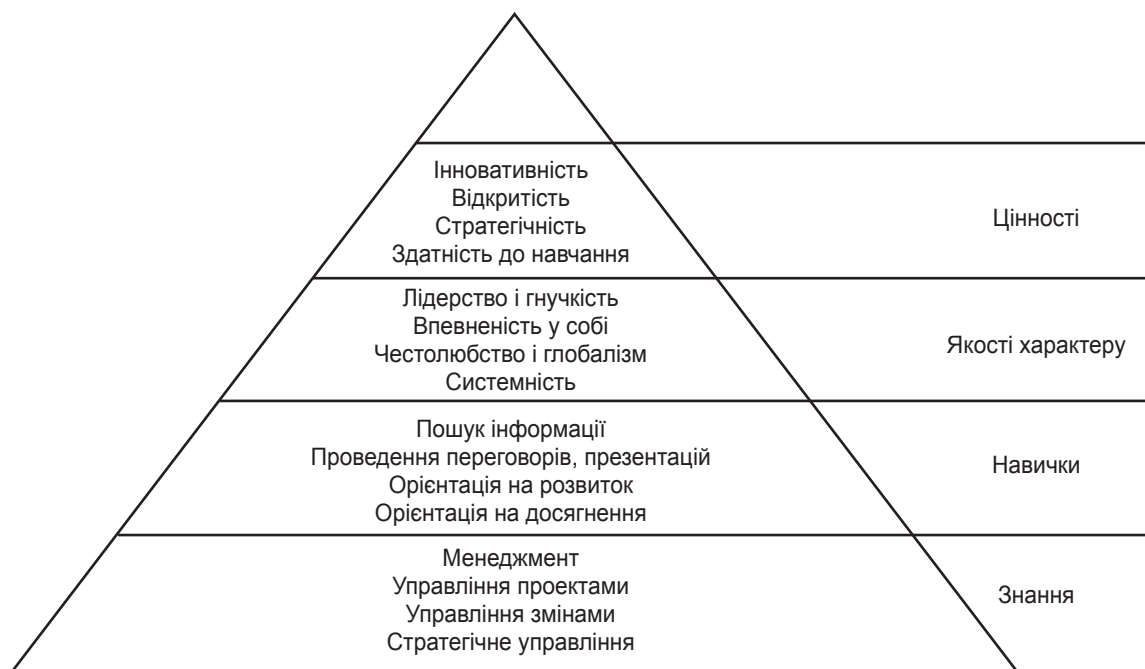 Інновативність
Відкритість
Стратегічність
Здатність до навчання
Цінності
Лідерство і гнучкість
Впевненість у собі
Честолюбство і глобалізм
Системність
Якості характеру
Пошук інформації
Проведення переговорів, презентацій
Орієнтація на розвиток
Орієнтація на досягнення
Навички
Менеджмент
Управління проектами
Управління змінами
Стратегічне управління
Знання